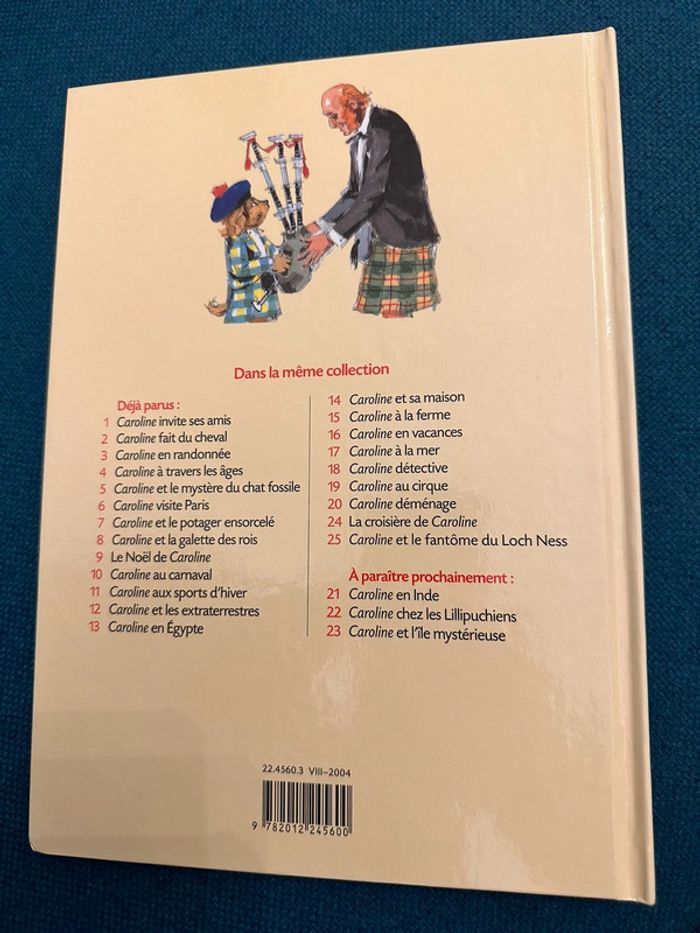 Dans la même collection
Déjà parus :
1 Caroline invite ses amis
2 Caroline fait du cheval
3 Caroline en randonnée
4 Caroline à travers les âges
5 Caroline et le mystère du chat fossile
6 Caroline visite Paris
7 Caroline et le potager ensorcelé
8 Caroline et la galette des rois
9 Le Noël de Caroline
10 Caroline au carnaval
11 Caroline aux sports d'hiver
12 Caroline et les extraterrestres
13 Caroline en Égypte
14 Caroline et sa maison
15 Caroline à la ferme
16 Caroline en vacances
17 Caroline à la mer
18 Caroline détective
19 Caroline au cirque
20 Caroline déménage
24 La croisière de Caroline
25 Caroline et le fantôme du Loch Ness
À paraître prochainement :
21 Caroline en Inde
22 Caroline chez les Lillipuchiens
23 Caroline et l'île mystérieuse
22.4560.3 VIII–2004
9 782012 245600